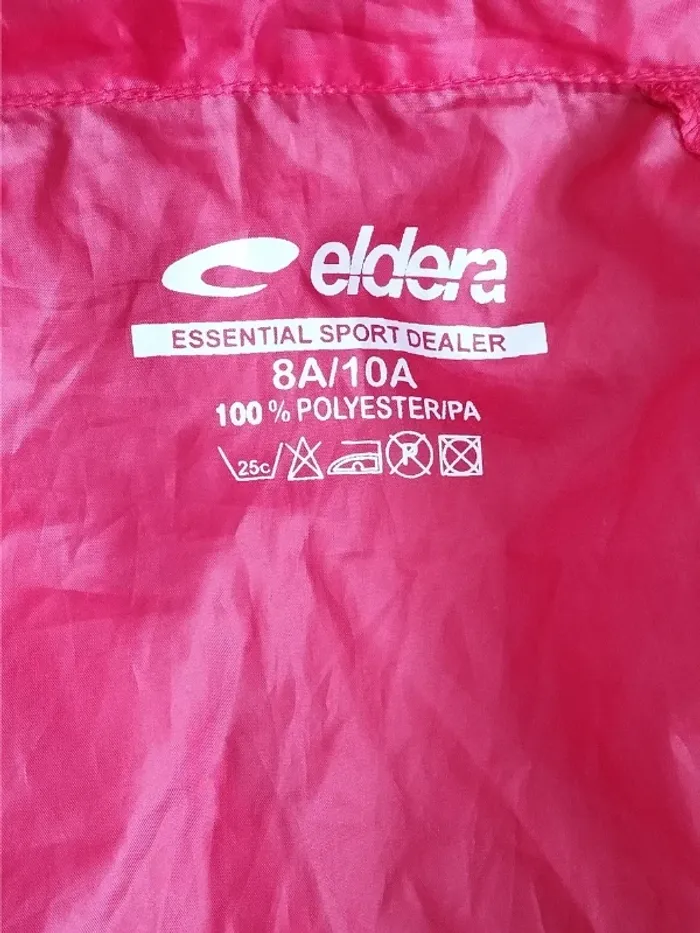 eldera
ESSENTIAL SPORT DEALER
8A/10A
100 % POLYESTER/PA
25c P